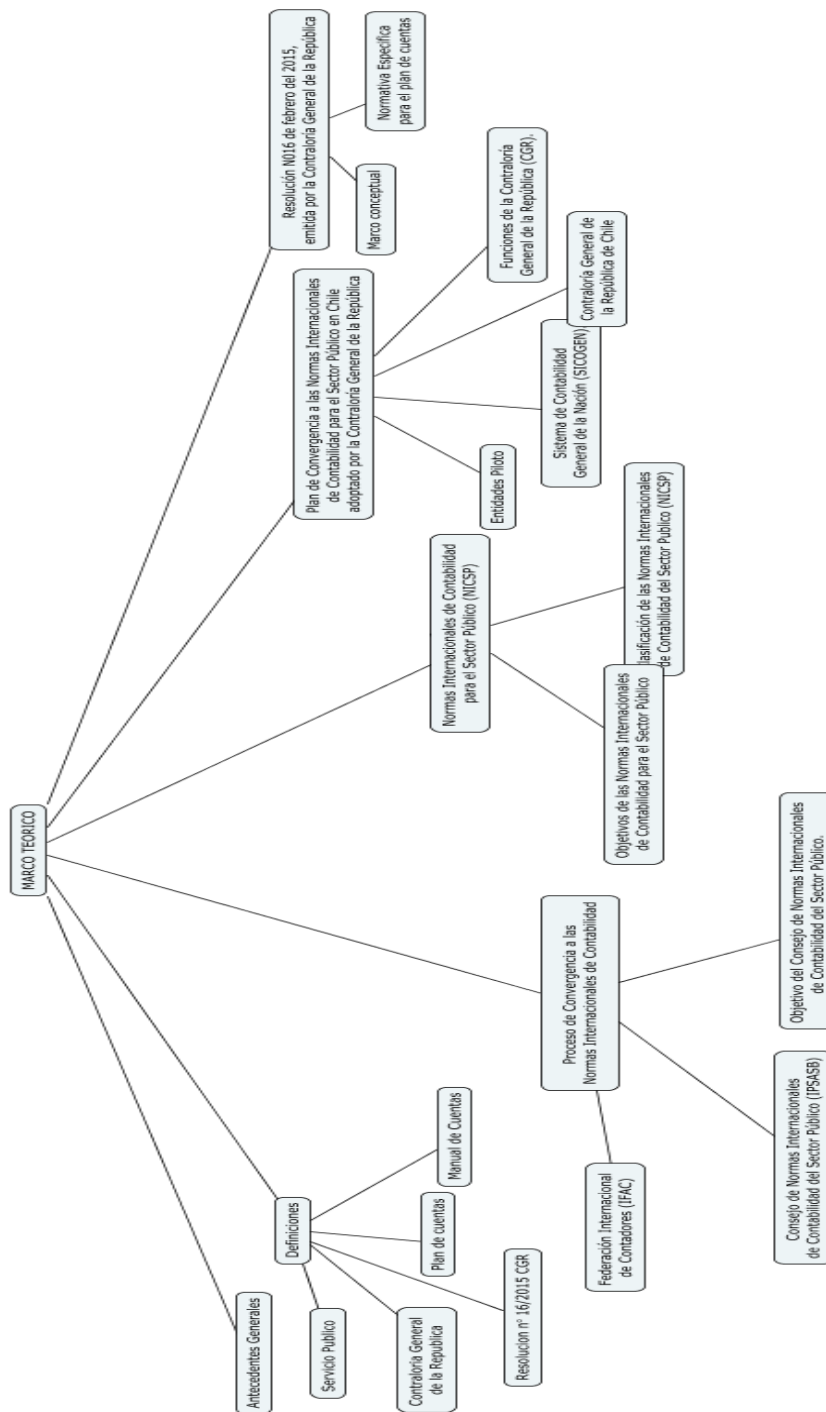 MARCO TEORICO
Antecedentes Generales
Definiciones
Servicio Publico
Contraloría General
de la Republica
Resolucion n° 16/2015 CGR
Plan de cuentas
Manual de Cuentas
Proceso de Convergencia a las
Normas Internacionales de Contabilidad
Federación Internacional
de Contadores (IFAC)
Consejo de Normas Internacionales
de Contabilidad del Sector Público (IPSASB)
Objetivo del Consejo de Normas Internacionales
de Contabilidad del Sector Público.
Normas Internacionales de Contabilidad
para el Sector Público (NICSP)
Objetivos de las Normas Internacionales
de Contabilidad para el Sector Público
lasificación de las Normas Internacionales
de Contabilidad del Sector Publico (NICSP)
Plan de Convergencia a las Normas Internacionales
de Contabilidad para el Sector Público en Chile
adoptado por la Contraloría General de la República
Entidades Piloto
Sistema de Contabilidad
General de la Nación (SICOGEN)
Contraloría General de
la República de Chile
Funciones de la Contraloría
General de la República (CGR).
Resolución N016 de febrero del 2015,
emitida por la Contraloría General de la República
Marco conceptual
Normativa Especifica
para el plan de cuentas